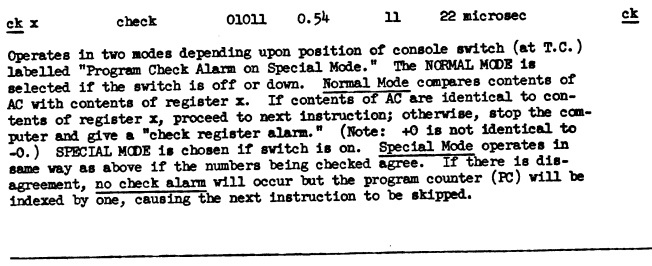 ck x check 01011 0.54 11 22 microsec ck
Operates in two modes depending upon position of console switch (at T.C.)
labelled "Program Check Alarm on Special Mode." The NORMAL MODE is
selected if the switch is off or down. Normal Mode compares contents of
AC with contents of register x. If contents of AC are identical to con-
tents of register x, proceed to next instruction; otherwise, stop the com-
puter and give a "check register alarm." (Note: +0 is not identical to
-0.) SPECIAL MODE is chosen if switch is on. Special Mode operates in
same way as above if the numbers being checked agree. If there is dis-
agreement, no check alarm will occur but the program counter (PC) will be
indexed by one, causing the next instruction to be skipped.